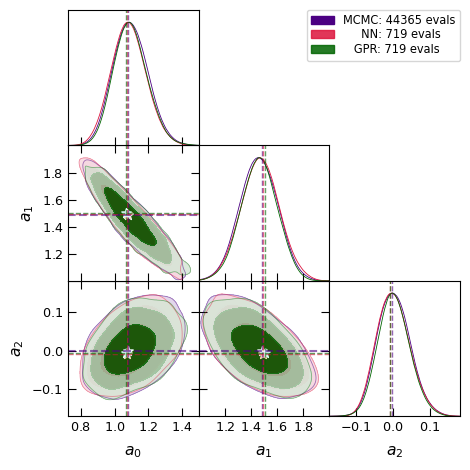 MCMC: 44365 evals
NN: 719 evals
GPR: 719 evals
1.8
1.6
1.4
1.2
a₁
0.1
0.0
−0.1
a₂
0.8 1.0 1.2 1.4
1.2 1.4 1.6 1.8
−0.1 0.0 0.1
a₀
a₁
a₂